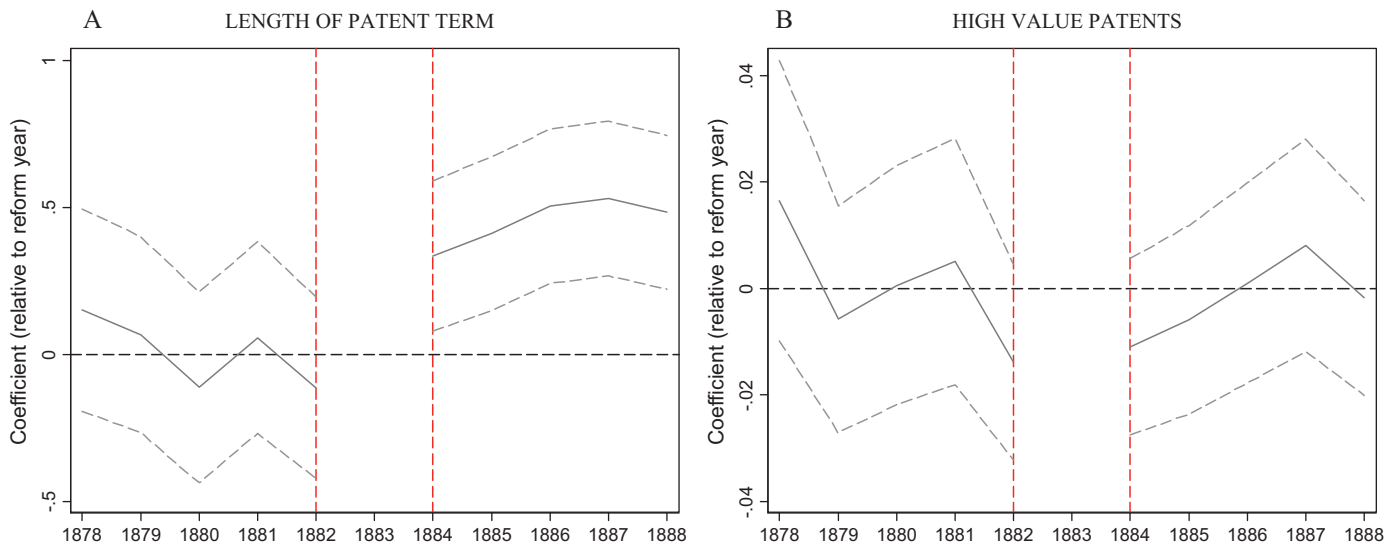 A
LENGTH OF PATENT TERM
Coefficient (relative to reform year)
1
.5
0
-.5
1878 1879 1880 1881 1882 1883 1884 1885 1886 1887 1888
B
HIGH VALUE PATENTS
Coefficient (relative to reform year)
.04
.02
0
-.02
-.04
1878 1879 1880 1881 1882 1883 1884 1885 1886 1887 1888